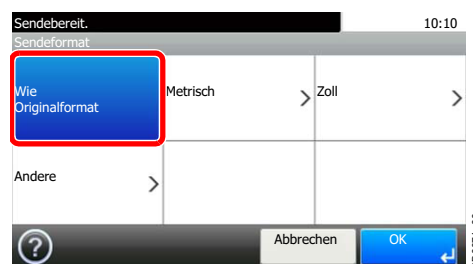 Sendebereit. 10:10
Sendeformat
Wie
Originalformat
Metrisch
Zoll
Andere
Abbrechen
OK